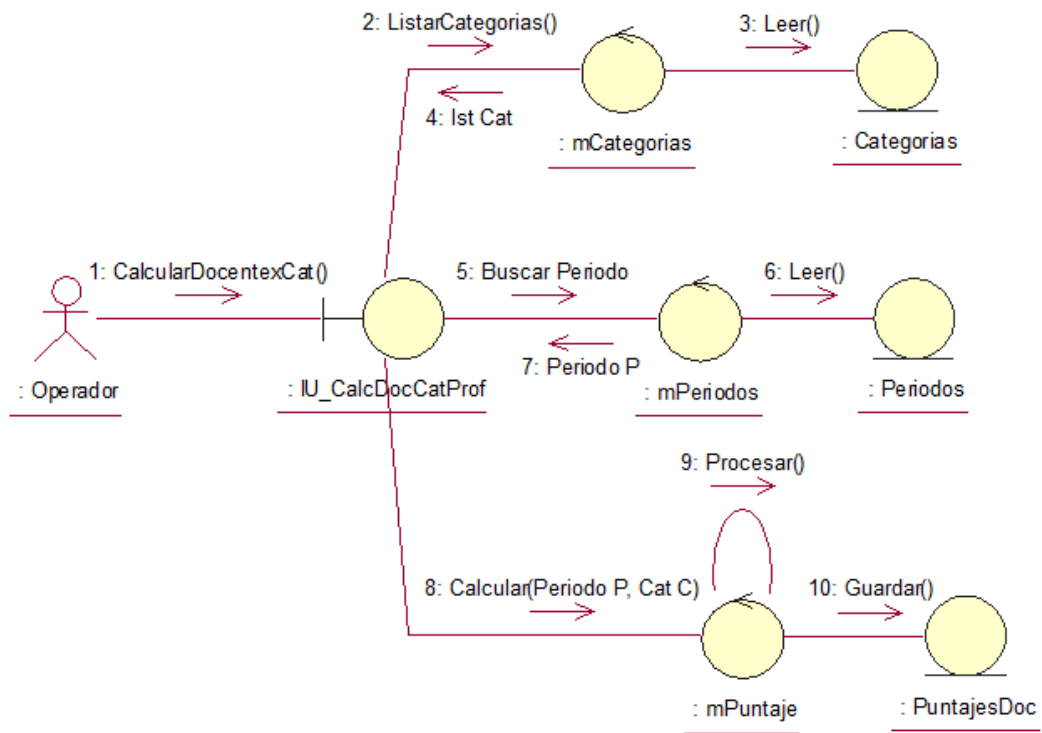 2: ListarCategorias()
3: Leer()
4: lst Cat
: mCategorias
: Categorias
1: CalcularDocentexCat()
5: Buscar Periodo
6: Leer()
7: Periodo P
: Operador
: IU_CalcDocCatProf
: mPeriodos
: Periodos
9: Procesar()
8: Calcular(Periodo P, Cat C)
10: Guardar()
: mPuntaje
: PuntajesDoc